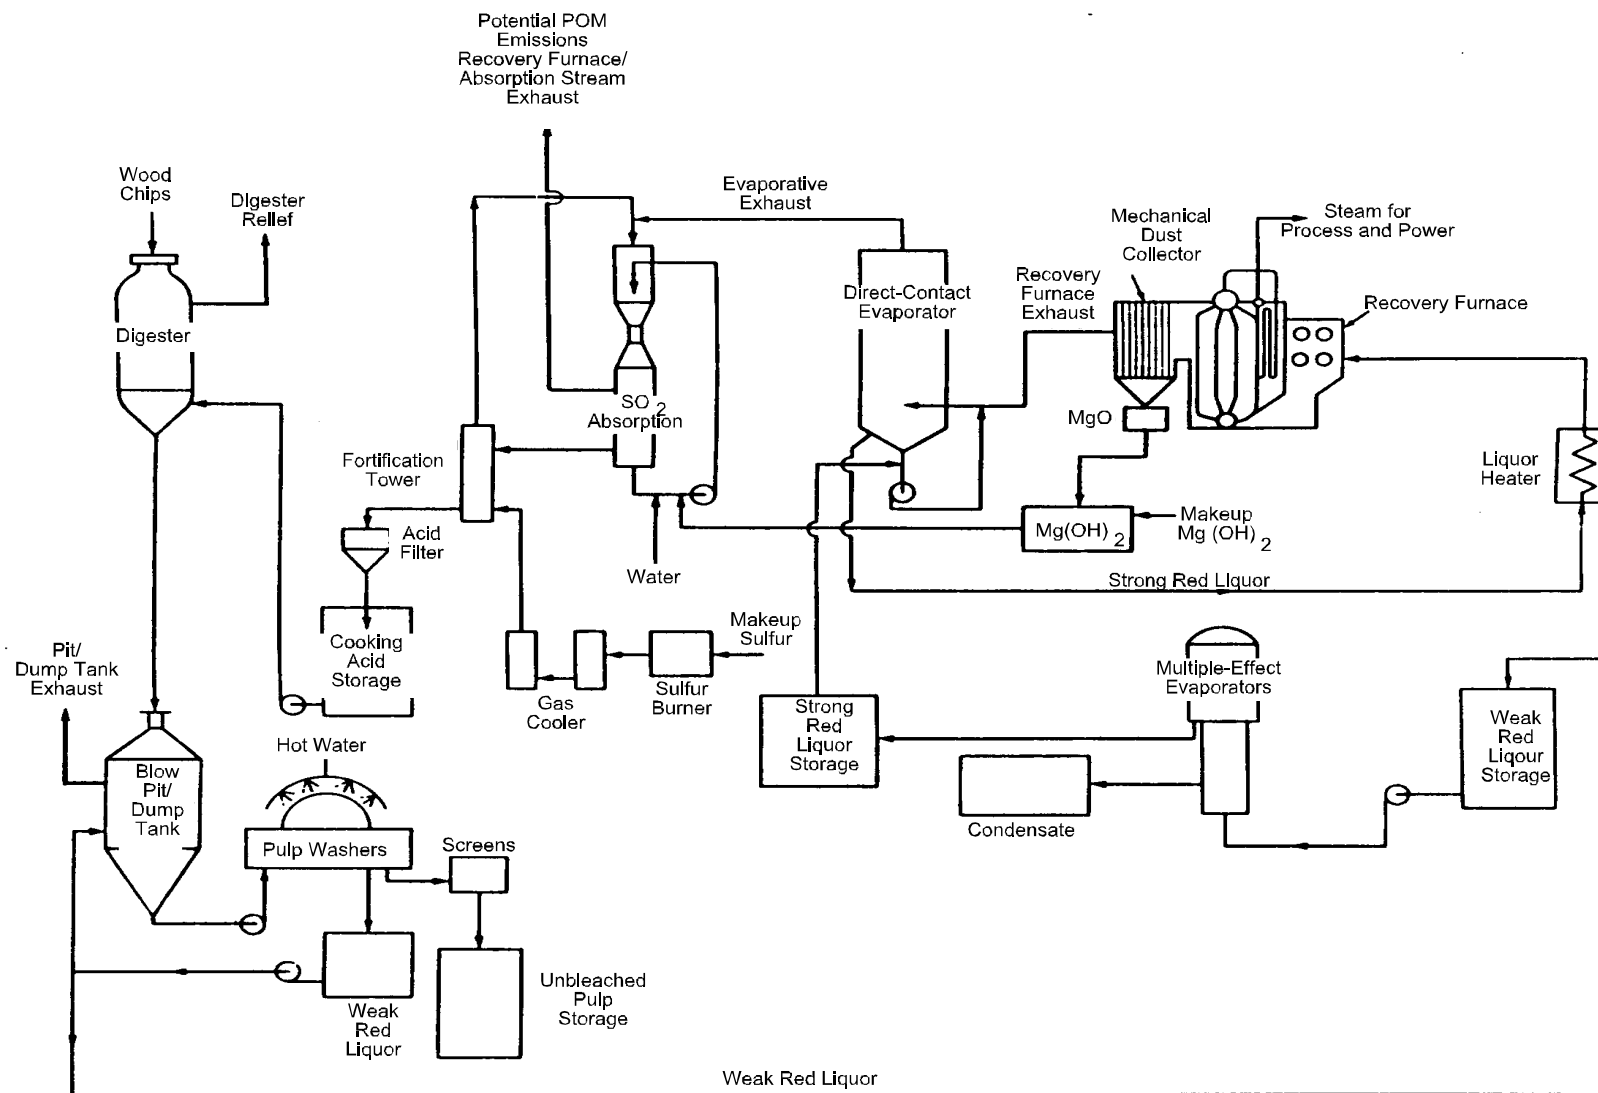 Potential POM
Emissions
Recovery Furnace/
Absorption Stream
Exhaust
Wood
Chips
DIgester
Rellef
Evaporative
Exhaust
Mechanical
Dust
Collector
Steam for
Process and Power
Recovery
Furnace
Exhaust
Recovery Furnace
Direct-Contact
Evaporator
Digester
SO 2
Absorption
MgO
Fortification
Tower
Liquor
Heater
Acid
Filter
Mg(OH) 2
Makeup
Mg (OH) 2
Water
Strong Red LIquor
Makeup
Sulfur
Cooking
Acid
Storage
Pit/
Dump Tank
Exhaust
Gas
Cooler
Sulfur
Burner
Multiple-Effect
Evaporators
Strong
Red
Liquor
Storage
Weak
Red
Liqour
Storage
Hot Water
Blow
Pit/
Dump
Tank
Condensate
Pulp Washers
Screens
Unbleached
Pulp
Storage
Weak
Red
Liquor
Weak Red Liquor